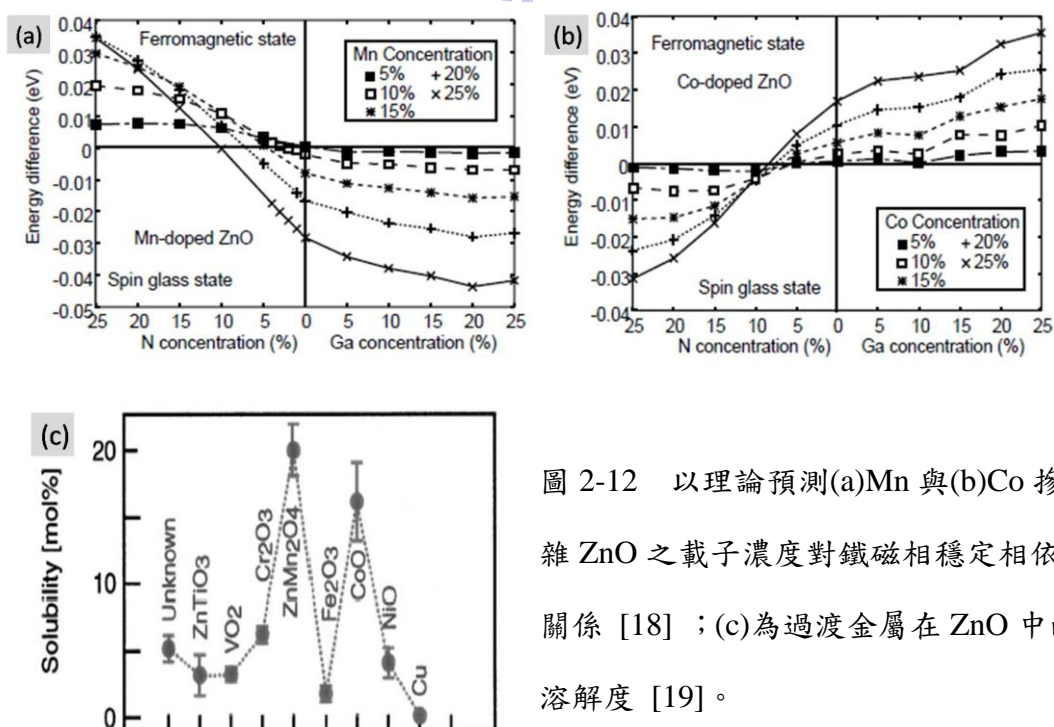 (a)
0.04
0.03
0.02
0.01
0
-0.01
-0.02
-0.03
-0.04
-0.05
Energy difference (eV)
Ferromagnetic state
Mn Concentration
■5% +20%
□10% ×25%
✳15%
Mn-doped ZnO
Spin glass state
25 20 15 10 5 0 5 10 15 20 25
N concentration (%) Ga concentration (%)
(b)
0.04
0.03
0.02
0.01
0
-0.01
-0.02
-0.03
-0.04
Energy difference (eV)
Ferromagnetic state
Co-doped ZnO
Co Concentration
■5% +20%
□10% ×25%
✳15%
Spin glass state
25 20 15 10 5 0 5 10 15 20 25
N concentration (%) Ga concentration (%)
(c)
20
10
0
Solubility [mol%]
Unknown
ZnTiO3
VO2
Cr2O3
ZnMn2O4
Fe2O3
CoO
NiO
Cu
圖 2-12 以理論預測(a)Mn 與(b)Co 摻
雜 ZnO 之載子濃度對鐵磁相穩定相依
關係 [18] ;(c)為過渡金屬在 ZnO 中
溶解度 [19]。